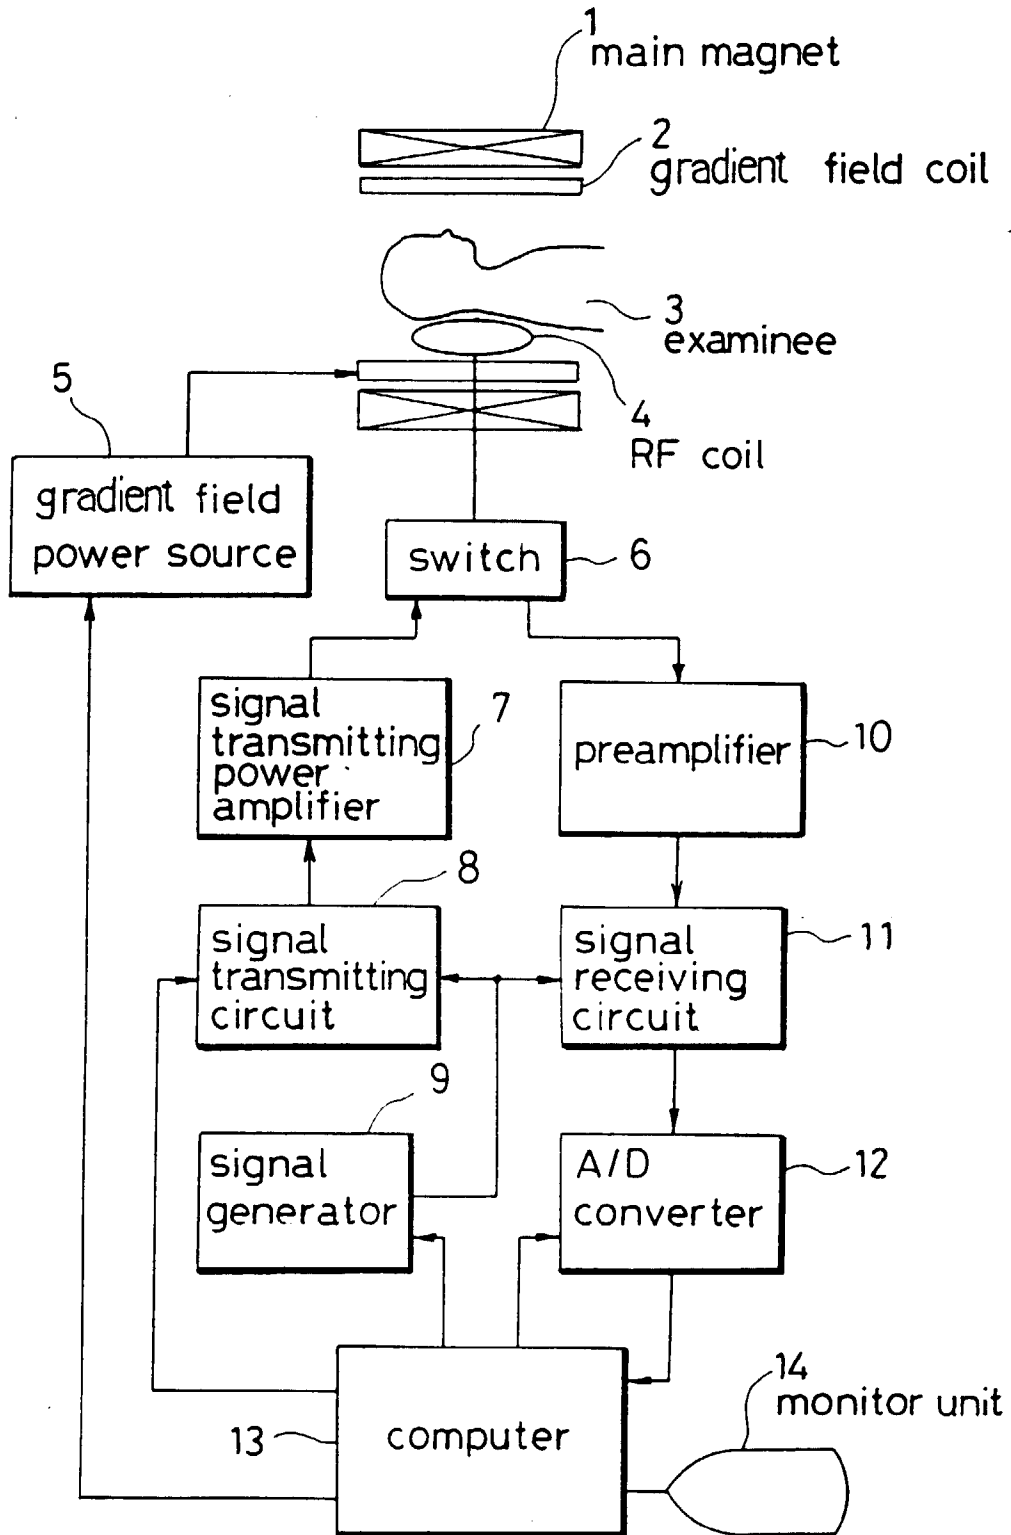 1
main magnet
2
gradient field coil
3
examinee
4
RF coil
5
gradient field
power source
switch
6
signal
transmitting
power
amplifier
7
preamplifier
10
8
signal
transmitting
circuit
signal
receiving
circuit
11
9
signal
generator
A/D
converter
12
14
monitor unit
13
computer